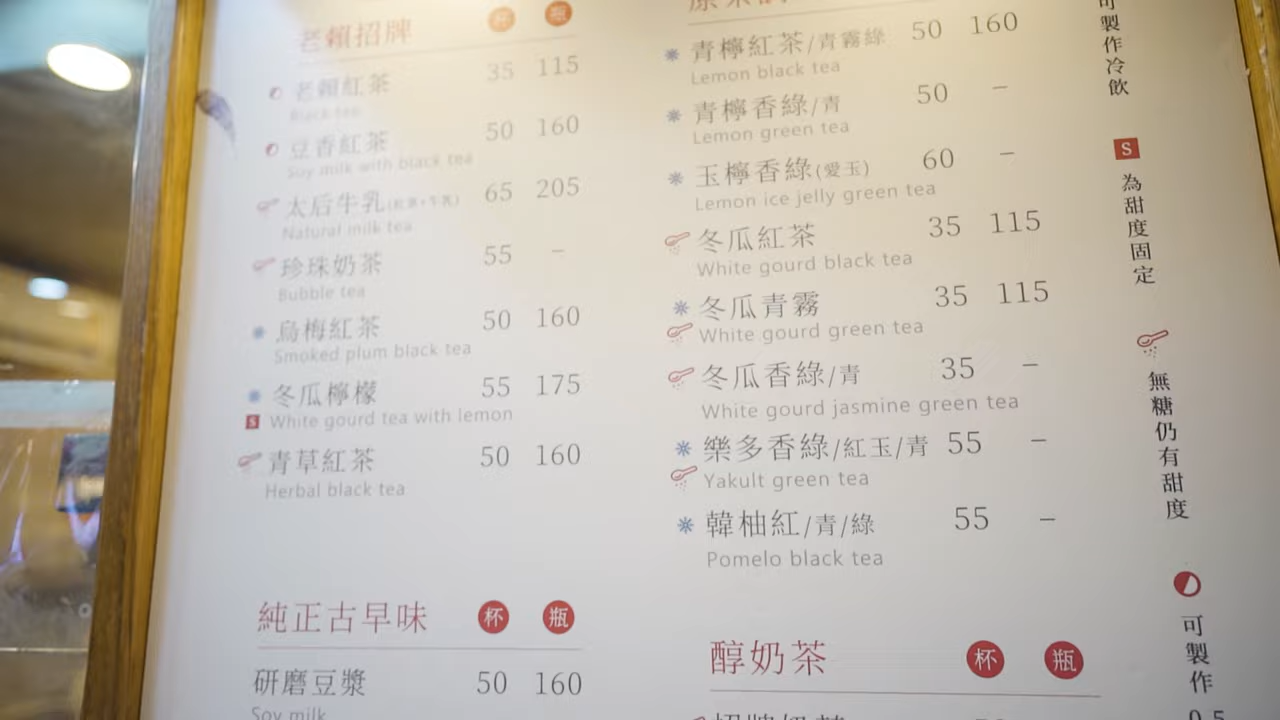 老賴招牌 杯 瓶
老賴紅茶 35 115
Black tea
豆香紅茶 50 160
Soy milk with black tea
太后牛乳(紅茶+牛乳) 65 205
Natural milk tea
珍珠奶茶 55 –
Bubble tea
烏梅紅茶 50 160
Smoked plum black tea
冬瓜檸檬 55 175
S White gourd tea with lemon
青草紅茶 50 160
Herbal black tea
純正古早味 杯 瓶
研磨豆漿 50 160
Soy milk
青檸紅茶/青霧綠 50 160
Lemon black tea
青檸香綠/青 50 –
Lemon green tea
玉檸香綠(愛玉) 60 –
Lemon ice jelly green tea
冬瓜紅茶 35 115
White gourd black tea
冬瓜青霧 35 115
White gourd green tea
冬瓜香綠/青 35 –
White gourd jasmine green tea
樂多香綠/紅玉/青 55 –
Yakult green tea
韓柚紅/青/綠 55 –
Pomelo black tea
醇奶茶 杯 瓶
可製作冷飲
S 為甜度固定
無糖仍有甜度
可製作